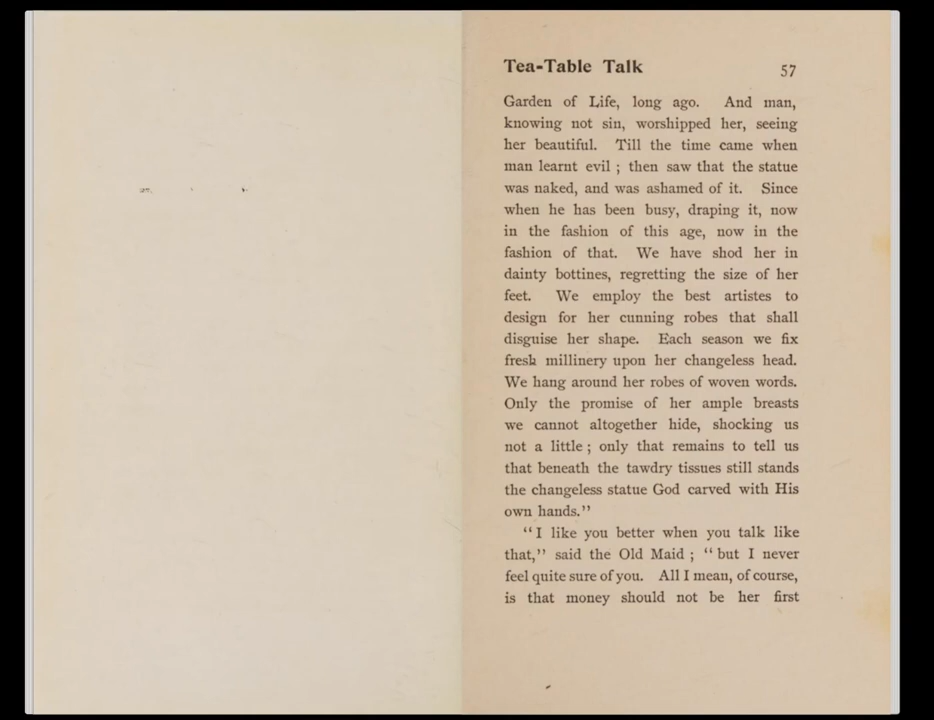 Tea-Table Talk 57
Garden of Life, long ago. And man,
knowing not sin, worshipped her, seeing
her beautiful. Till the time came when
man learnt evil ; then saw that the statue
was naked, and was ashamed of it. Since
when he has been busy, draping it, now
in the fashion of this age, now in the
fashion of that. We have shod her in
dainty bottines, regretting the size of her
feet. We employ the best artistes to
design for her cunning robes that shall
disguise her shape. Each season we fix
fresh millinery upon her changeless head.
We hang around her robes of woven words.
Only the promise of her ample breasts
we cannot altogether hide, shocking us
not a little ; only that remains to tell us
that beneath the tawdry tissues still stands
the changeless statue God carved with His
own hands.”
“I like you better when you talk like
that,” said the Old Maid ; “but I never
feel quite sure of you. All I mean, of course,
is that money should not be her first